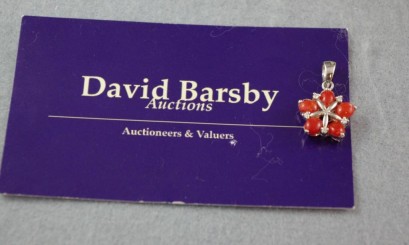 David Barsby
Auctions
Auctioneers & Valuers